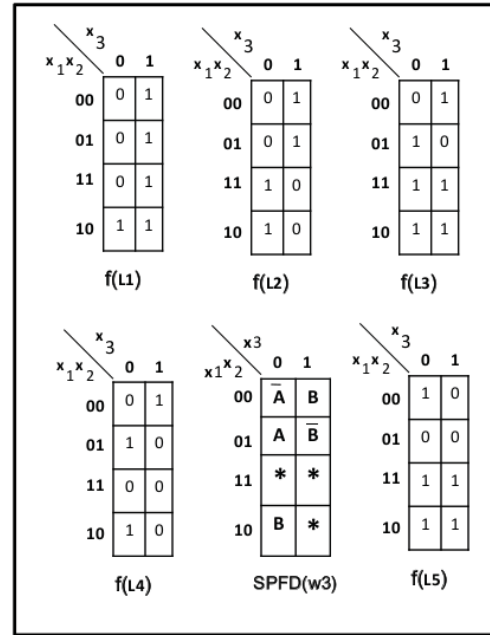 x3 x3 x3
x1x2 0 1 x1x2 0 1 x1x2 0 1
00 0 1 00 0 1 00 0 1
01 0 1 01 0 1 01 1 0
11 0 1 11 1 0 11 1 1
10 1 1 10 1 0 10 1 1
f(L1) f(L2) f(L3)
x3 x3 x3
x1x2 0 1 x1x2 0 1 x1x2 0 1
00 0 1 00 A̅ B 00 1 0
01 1 0 01 A B̅ 01 0 0
11 0 0 11 * * 11 1 1
10 1 0 10 B * 10 1 1
f(L4) SPFD(w3) f(L5)